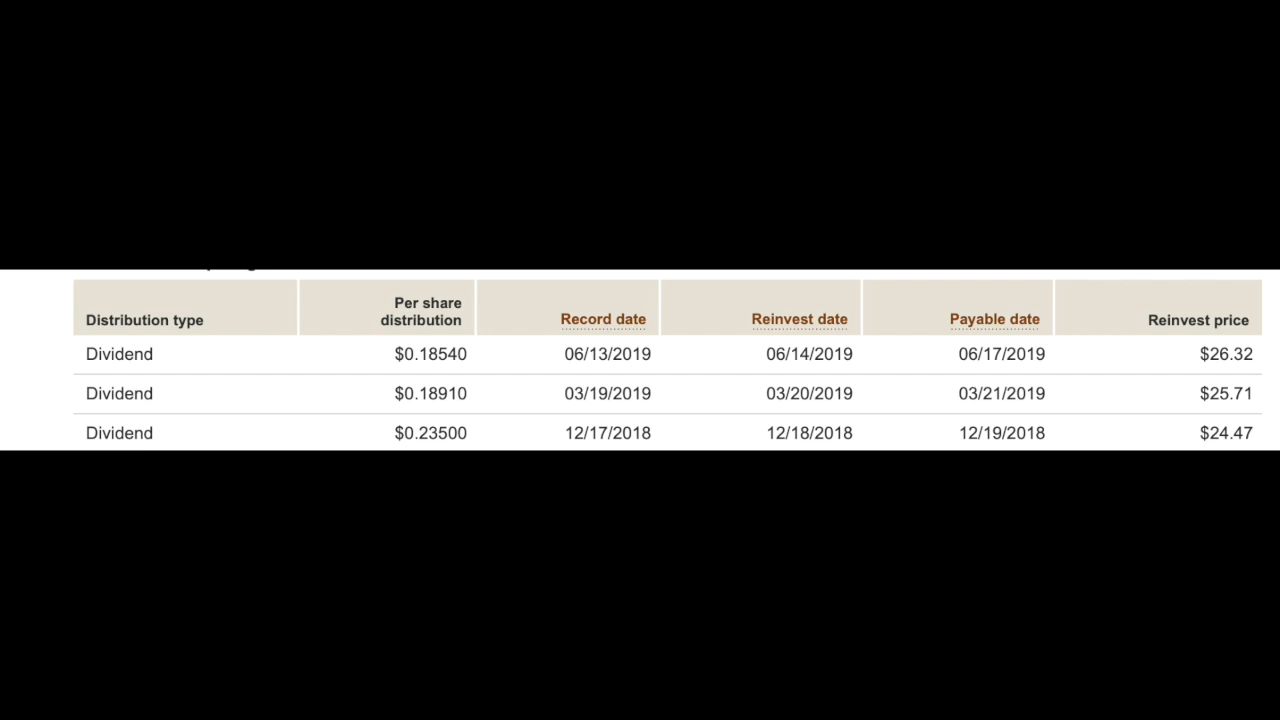 Distribution type Per share distribution Record date Reinvest date Payable date Reinvest price
Dividend $0.18540 06/13/2019 06/14/2019 06/17/2019 $26.32
Dividend $0.18910 03/19/2019 03/20/2019 03/21/2019 $25.71
Dividend $0.23500 12/17/2018 12/18/2018 12/19/2018 $24.47